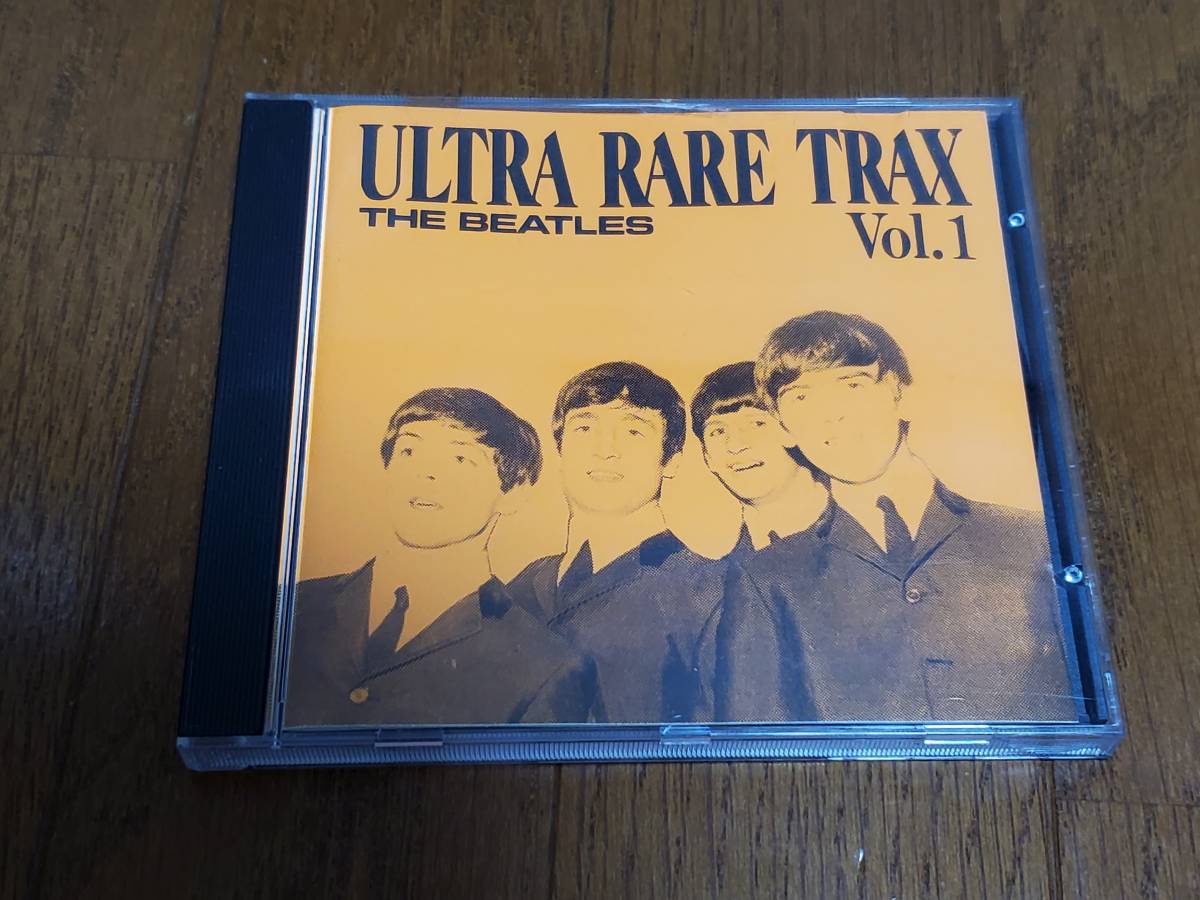 ULTRA RARE TRAX
THE BEATLES
Vol.1